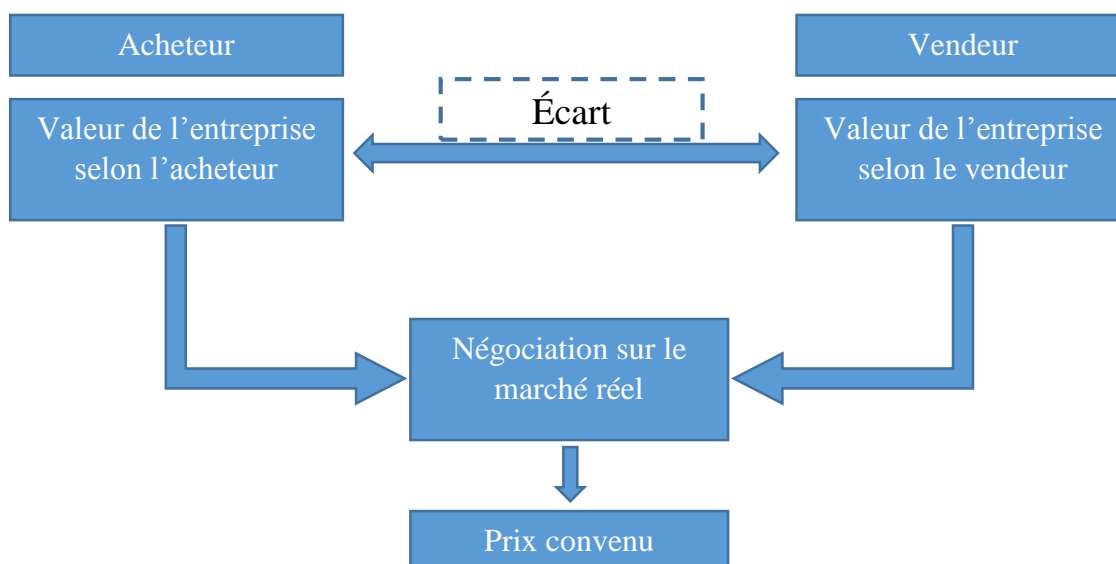 Acheteur
Vendeur
Écart
Valeur de l’entreprise
selon l’acheteur
Valeur de l’entreprise
selon le vendeur
Négociation sur le
marché réel
Prix convenu